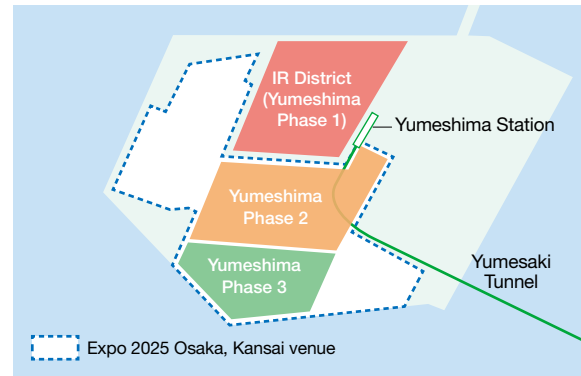 IR District
(Yumeshima
Phase 1)
Yumeshima Station
Yumeshima
Phase 2
Yumeshima
Phase 3
Yumesaki
Tunnel
Expo 2025 Osaka, Kansai venue